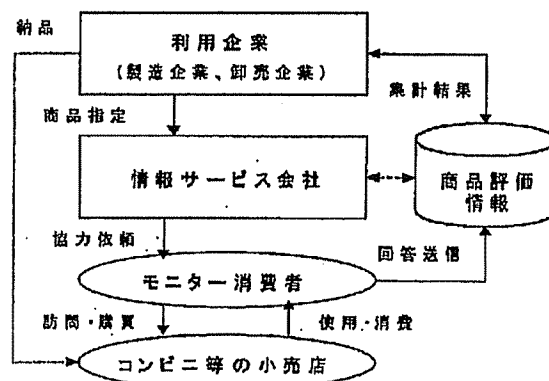 納品
利用企業
(製造企業、卸売企業)
集計結果
商品指定
情報サービス会社
商品評価
情報
協力依頼
回答送信
モニター消費者
訪問・購買
使用・消費
コンビニ等の小売店